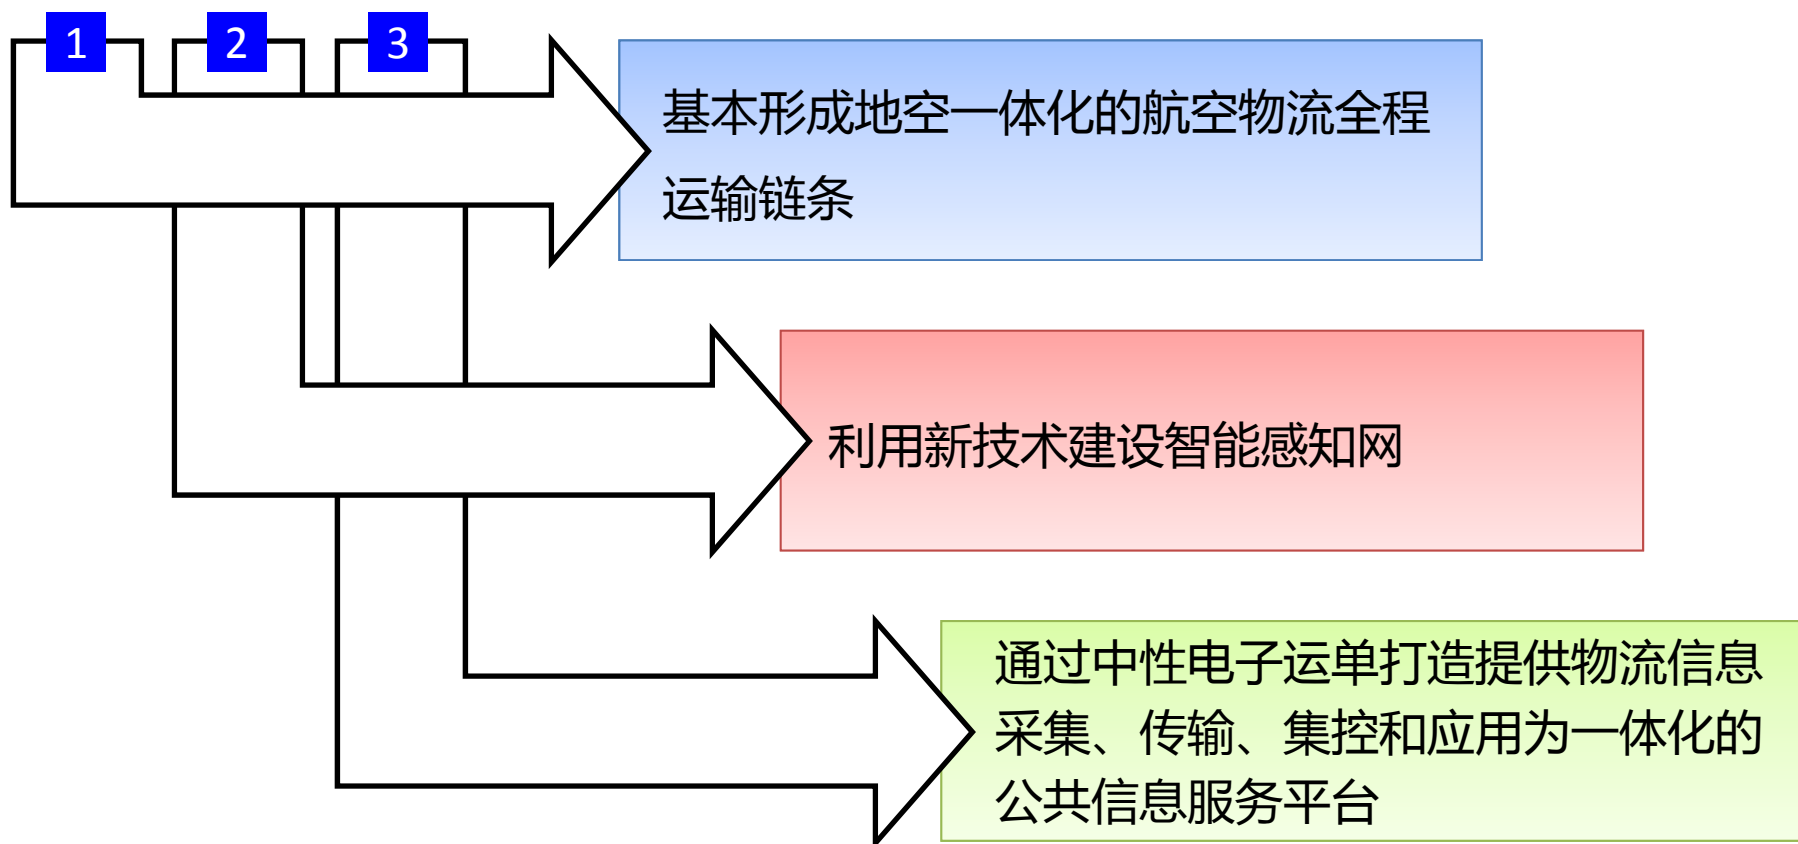 1
2
3
基本形成地空一体化的航空物流全程
运输链条
利用新技术建设智能感知网
通过中性电子运单打造提供物流信息
采集、传输、集控和应用为一体化的
公共信息服务平台